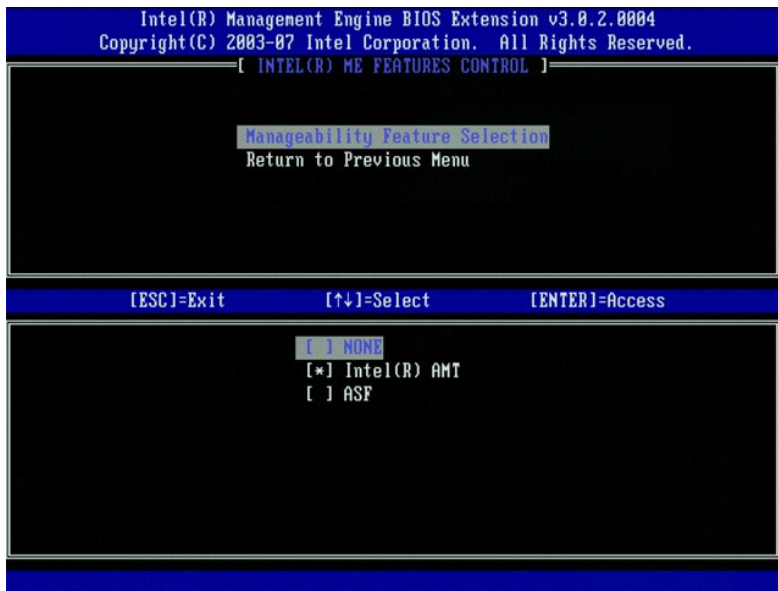 Intel(R) Management Engine BIOS Extension v3.0.2.0004
Copyright(C) 2003-07 Intel Corporation. All Rights Reserved.
[ INTEL(R) ME FEATURES CONTROL ]
Manageability Feature Selection
Return to Previous Menu
[ESC]=Exit [↑↓]=Select [ENTER]=Access
[ ] NONE
[*] Intel(R) AMT
[ ] ASF